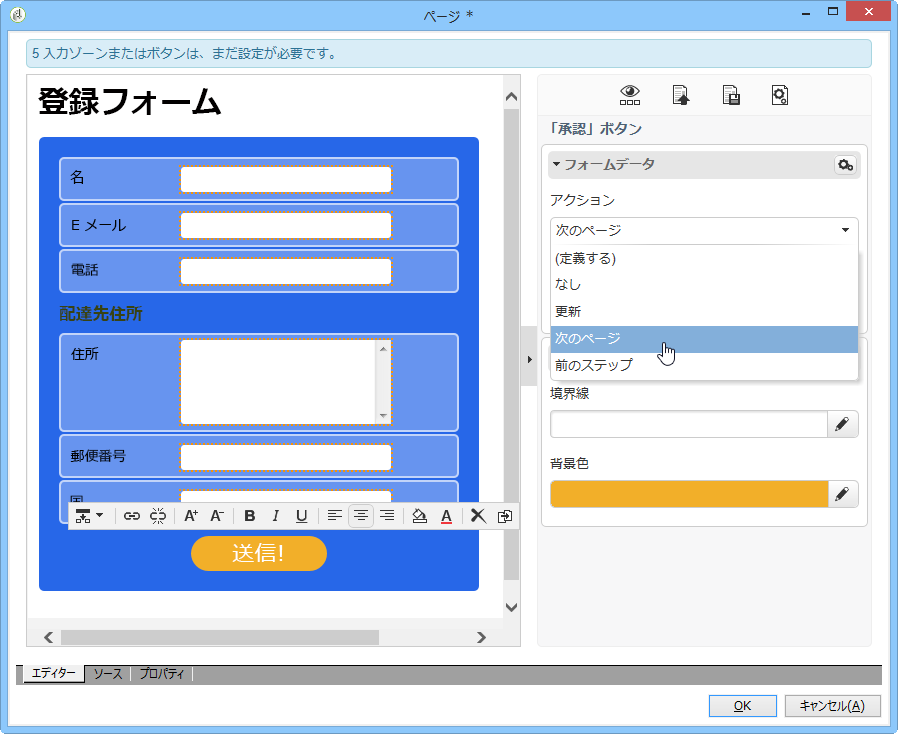 ページ *
5 入力ゾーンまたはボタンは、まだ設定が必要です。
登録フォーム
名
E メール
電話
配達先住所
住所
郵便番号
国
A+ A- B I U A
送信!
「承認」ボタン
フォームデータ
アクション
次のページ
(定義する)
なし
更新
次のページ
前のステップ
境界線
背景色
エディター ソース プロパティ
OK キャンセル(A)